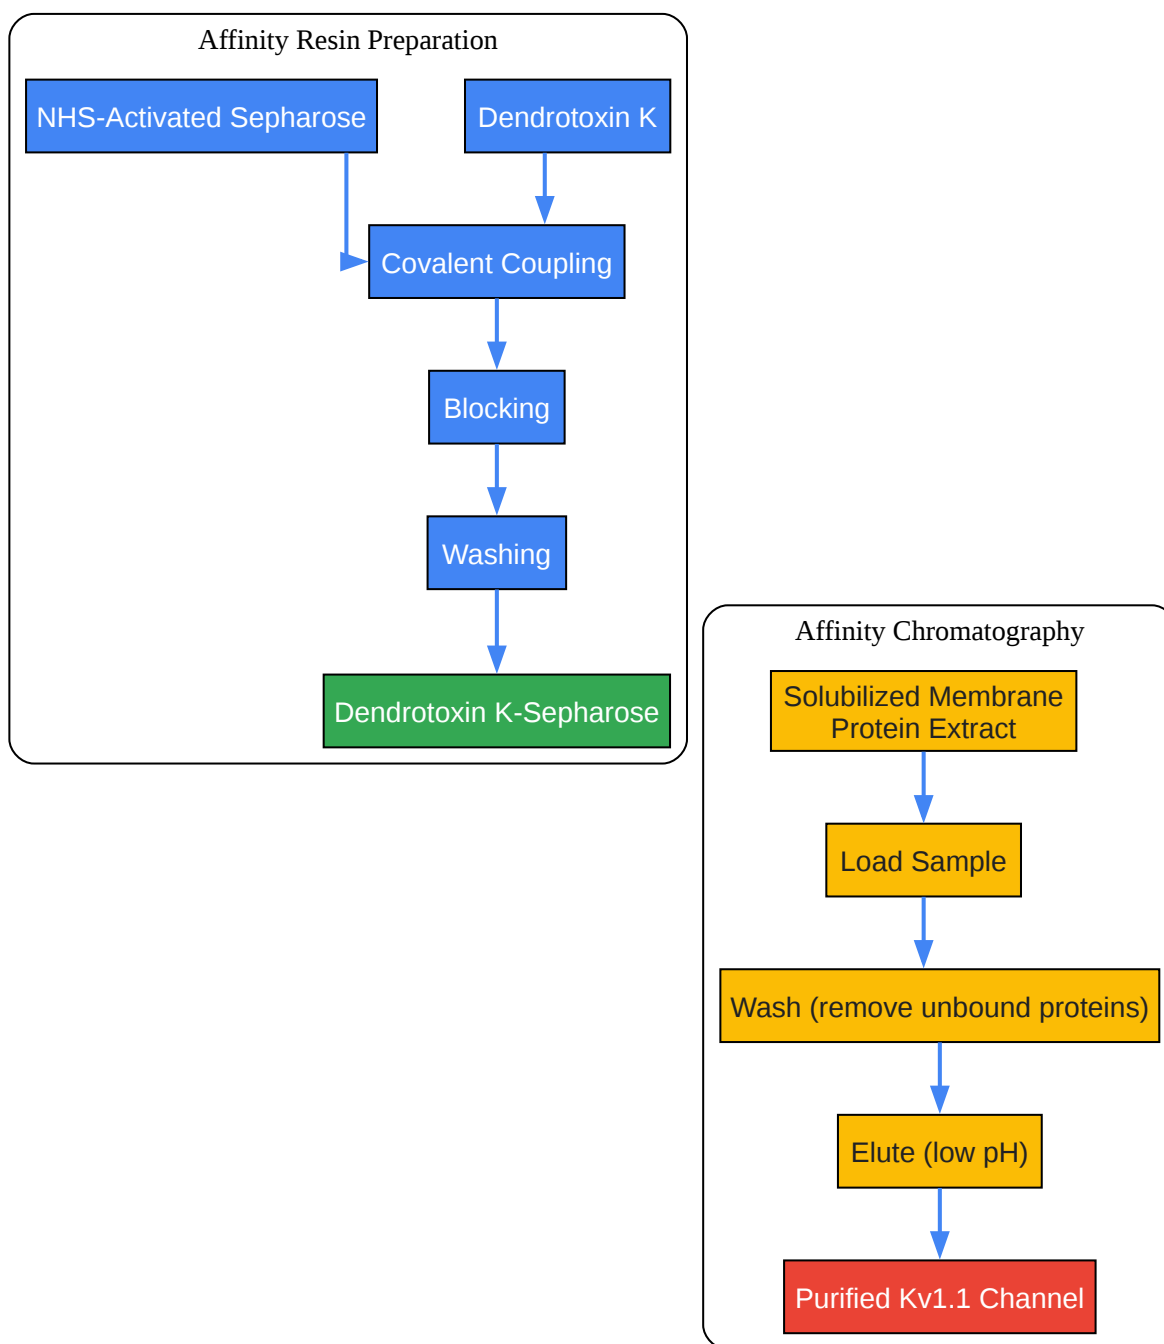 Affinity Resin Preparation
NHS-Activated Sepharose
Dendrotoxin K
Covalent Coupling
Blocking
Washing
Dendrotoxin K-Sepharose
Affinity Chromatography
Solubilized Membrane
Protein Extract
Load Sample
Wash (remove unbound proteins)
Elute (low pH)
Purified Kv1.1 Channel